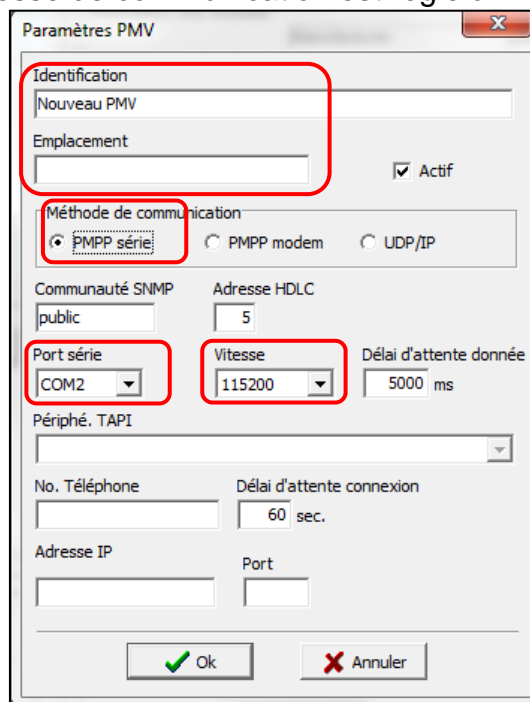 Paramètres PMV
Identification
Nouveau PMV
Emplacement
Actif
Méthode de communication
PMPP série PMPP modem UDP/IP
Communauté SNMP Adresse HDLC
public 5
Port série Vitesse Délai d'attente donnée
COM2 115200 5000 ms
Périphé. TAPI
No. Téléphone Délai d'attente connexion
60 sec.
Adresse IP Port
Ok Annuler